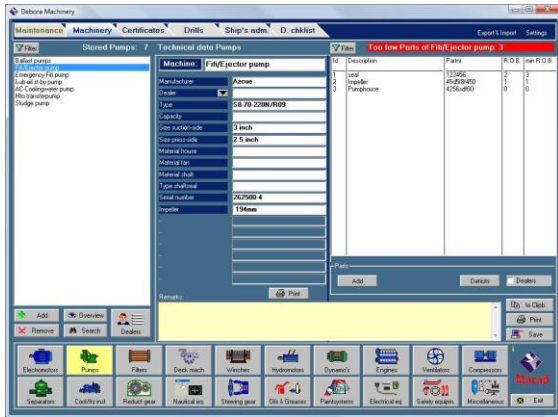 Debora Machinery
Maintenance Machinery Certificates Drills Ship's adm. D. chklist
Export & Import Settings
Filter Stored Pumps: 7
Technical data Pumps
Filter Too few Parts of Fifi/Ejector pump: 3
Ballast pumps
Fifi/Ejector pump
Emergency Fifi pump
Lub-oil st-by-pump
AC-Coolingwater pump
Hfo transferpump
Sludge pump
Machine: Fifi/Ejector pump
Manufacturer Azcue
Dealer
Type S8-70-220N/R09
Capacity
Size suction-side 3 inch
Size press-side 2.5 inch
Material house
Material fan
Material shaft
Type shaftseal
Serial number 262500-4
Impeller 194mm
Remarks
Print
Id Description Partnr. R.O.B. min R.O.B.
1 seal 123456 2 3
2 Impeller 45df8/450 1 1
3 Pumphouse 4256xdf60 0 0
Parts
Add Deficits Dealers
Add Overview
Remove Search Dealers
to Clipb.
Print
Save
Electromotors Pumps Filters Deck mach. Winches Hydromotors Dynamo's Engines Ventilators Compressors
Separators Cool/hr.inst Reduct gear Nautical eq. Steering gear Oils & Greases Paintsystems Electrical eq. Safety equipm. Miscellaneous
Marad
Exit